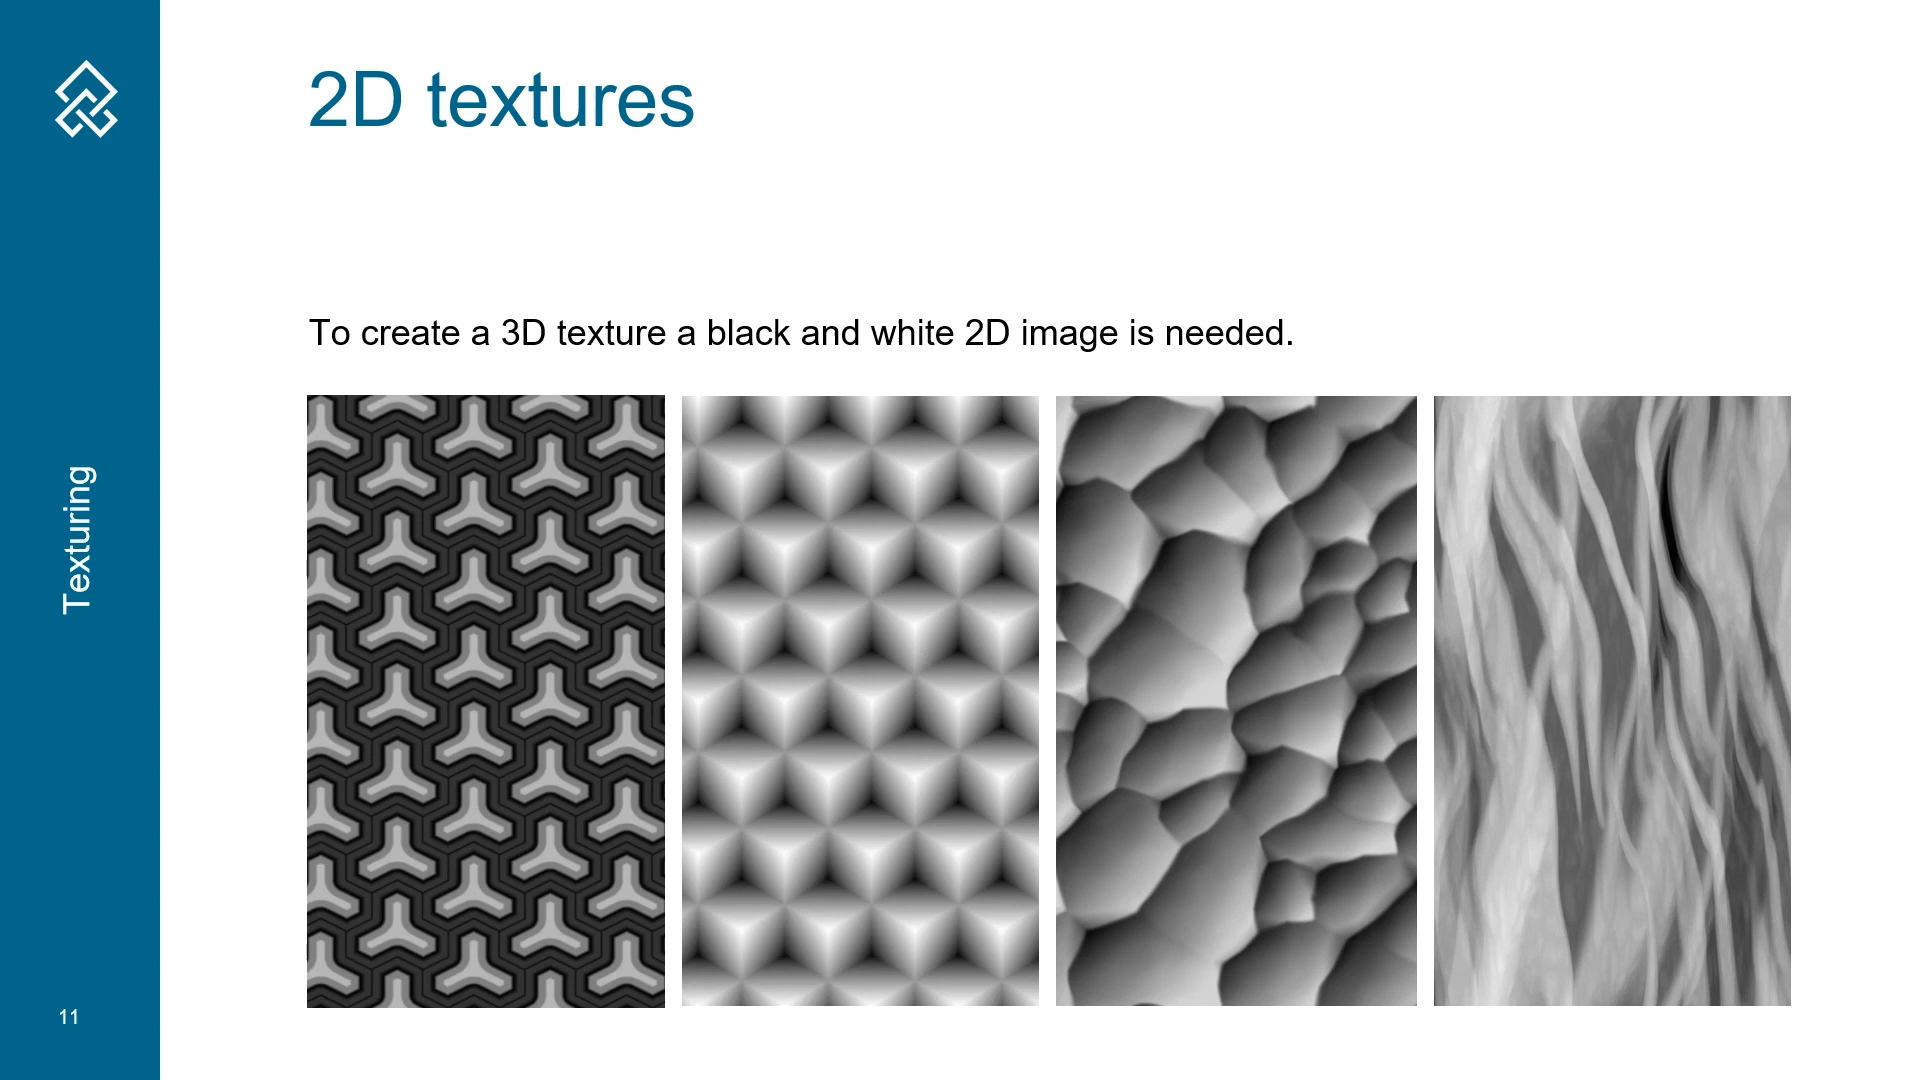 2D textures
To create a 3D texture a black and white 2D image is needed.
Texturing
11